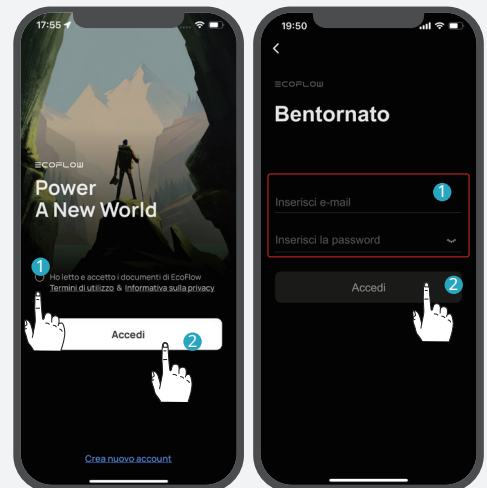 17:55
ECOFLOW
Power
A New World
1
Ho letto e accetto i documenti di EcoFlow
Termini di utilizzo & Informativa sulla privacy
Accedi
2
Crea nuovo account
19:50
ECOFLOW
Bentornato
1
Inserisci e-mail
Inserisci la password
Accedi
2